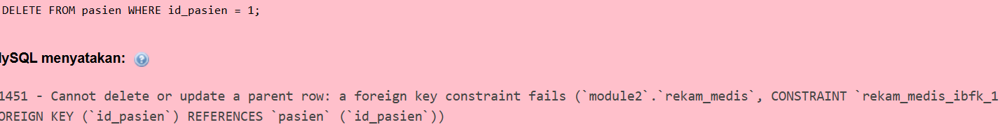 DELETE FROM pasien WHERE id_pasien = 1;
MySQL menyatakan:
1451 - Cannot delete or update a parent row: a foreign key constraint fails (`module2`.`rekam_medis`, CONSTRAINT `rekam_medis_ibfk_1
OREIGN KEY (`id_pasien`) REFERENCES `pasien` (`id_pasien`))